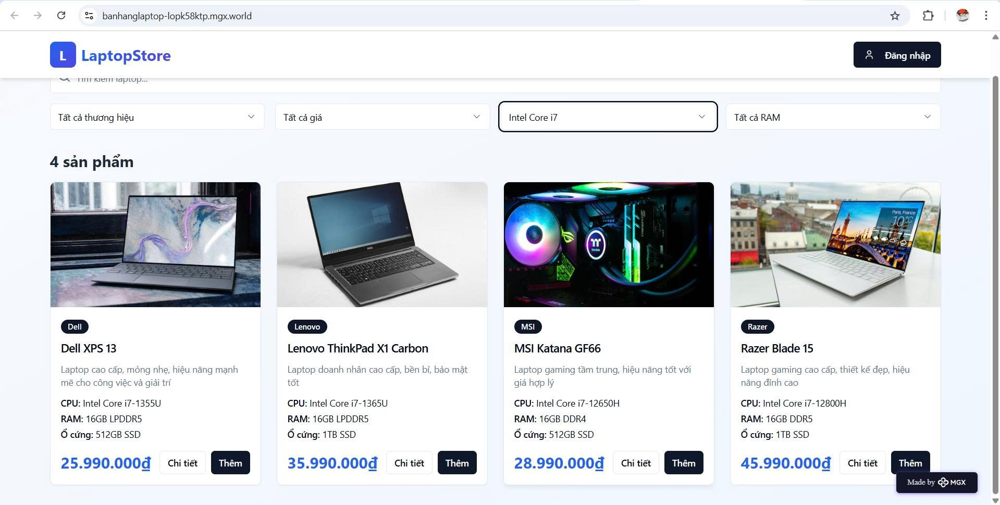 banhanglaptop-lopk58ktp.mgx.world
L LaptopStore
Đăng nhập
Tìm kiếm laptop...
Tất cả thương hiệu
Tất cả giá
Intel Core i7
Tất cả RAM
4 sản phẩm
DELL
Paris, France
10°C
Dell
Dell XPS 13
Laptop cao cấp, mỏng nhẹ, hiệu năng mạnh
mẽ cho công việc và giải trí
CPU: Intel Core i7-1355U
RAM: 16GB LPDDR5
Ổ cứng: 512GB SSD
25.990.000₫
Chi tiết
Thêm
Lenovo
Lenovo ThinkPad X1 Carbon
Laptop doanh nhân cao cấp, bền bỉ, bảo mật
tốt
CPU: Intel Core i7-1365U
RAM: 16GB LPDDR5
Ổ cứng: 1TB SSD
35.990.000₫
Chi tiết
Thêm
MSI
MSI Katana GF66
Laptop gaming tầm trung, hiệu năng tốt với
giá hợp lý
CPU: Intel Core i7-12650H
RAM: 16GB DDR4
Ổ cứng: 512GB SSD
28.990.000₫
Chi tiết
Thêm
Razer
Razer Blade 15
Laptop gaming cao cấp, thiết kế đẹp, hiệu
năng đỉnh cao
CPU: Intel Core i7-12800H
RAM: 16GB DDR5
Ổ cứng: 1TB SSD
45.990.000₫
Chi tiết
Thêm
Made by MGX